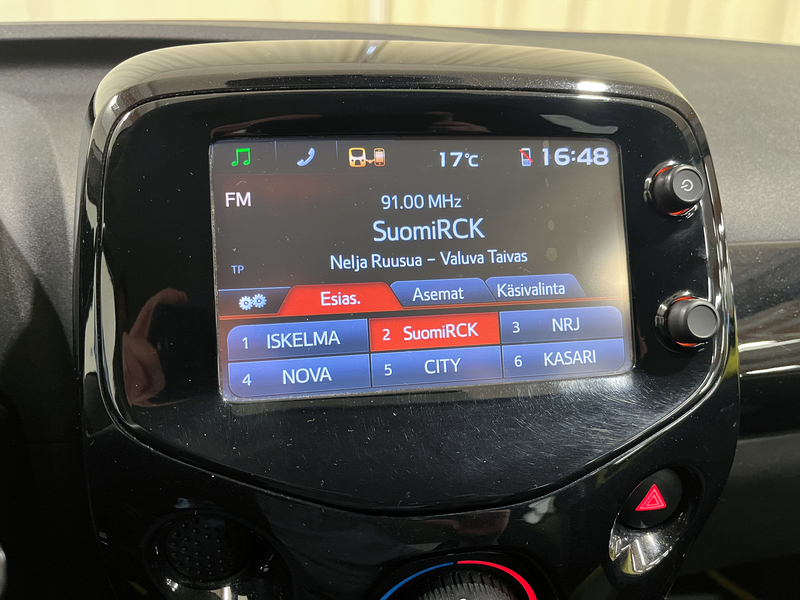 17°C 16:48
FM
91.00 MHz
SuomiRCK
Nelja Ruusua – Valuva Taivas
TP
Esias. Asemat Käsivalinta
1 ISKELMA 2 SuomiRCK 3 NRJ
4 NOVA 5 CITY 6 KASARI